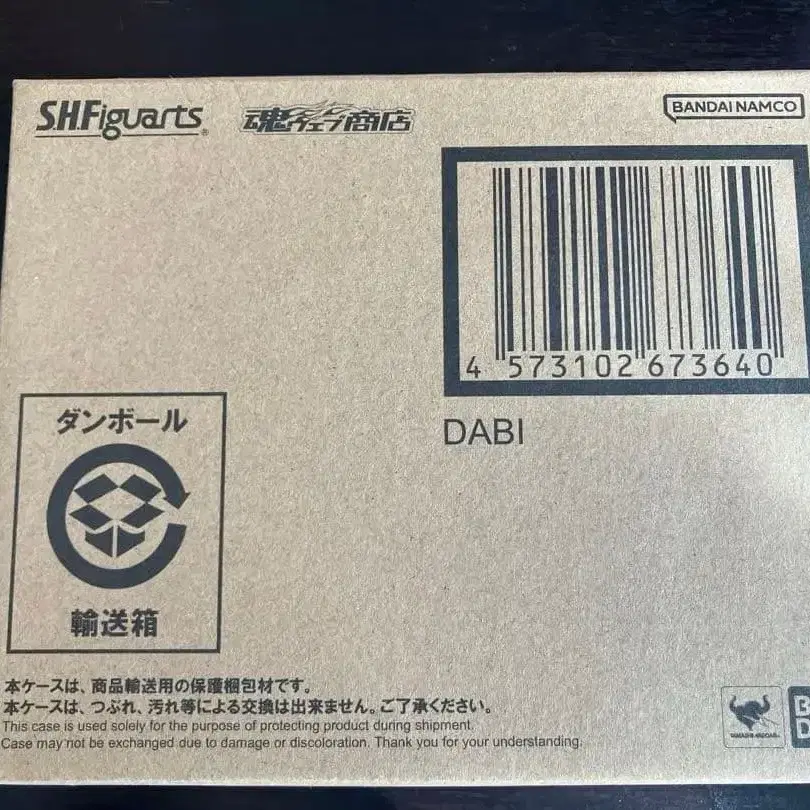 S.H.Figuarts®
魂ウェブ商店
BANDAI NAMCO
4 573102 673640
DABI
ダンボール
輸送箱
本ケースは、商品輸送用の保護梱包材です。
本ケースは、つぶれ、汚れ等による交換は出来ません。ご了承ください。
This case is used solely for the purpose of protecting product during shipment.
Case may not be exchanged due to damage or discoloration. Thank you for your understanding.